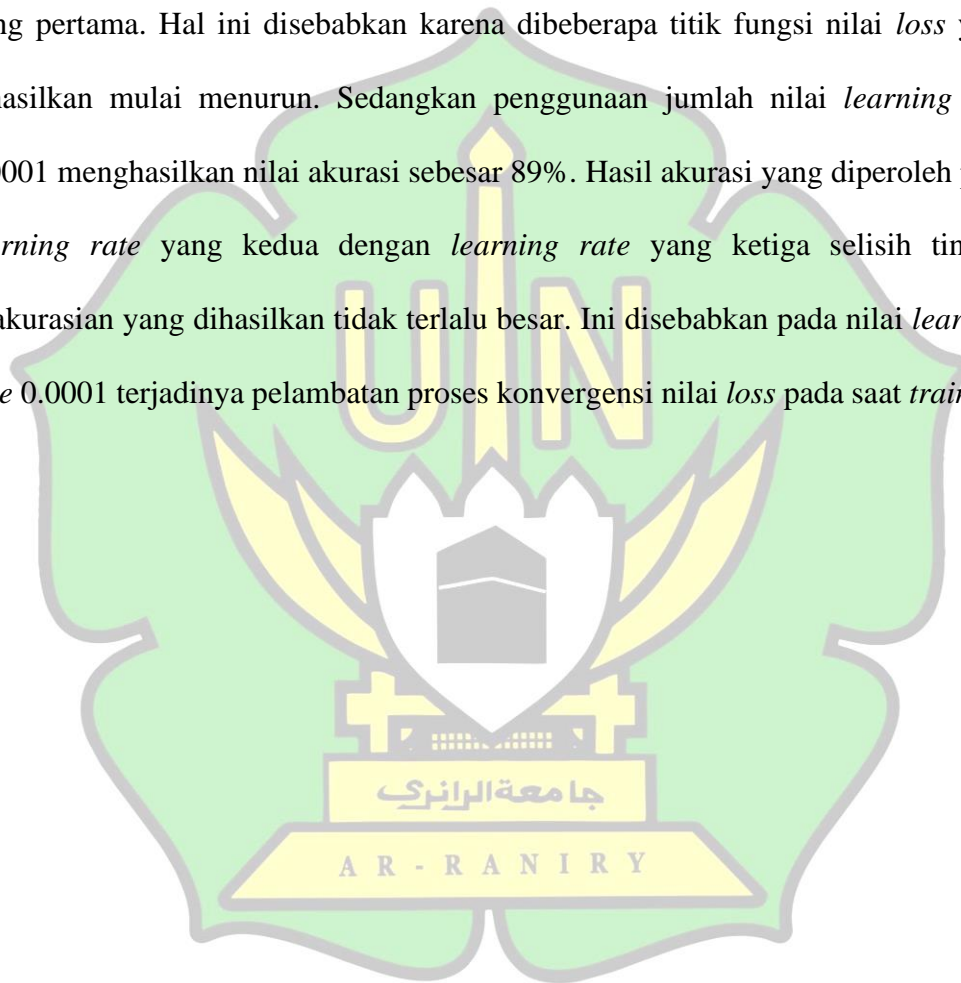 ng pertama. Hal ini disebabkan karena dibeberapa titik fungsi nilai loss y
asilkan mulai menurun. Sedangkan penggunaan jumlah nilai learning
0001 menghasilkan nilai akurasi sebesar 89%. Hasil akurasi yang diperoleh
rning rate yang kedua dengan learning rate yang ketiga selisih tin
akurasian yang dihasilkan tidak terlalu besar. Ini disebabkan pada nilai lear
e 0.0001 terjadinya pelambatan proses konvergensi nilai loss pada saat train
UIN
جامعة الرانري
AR-RANIRY